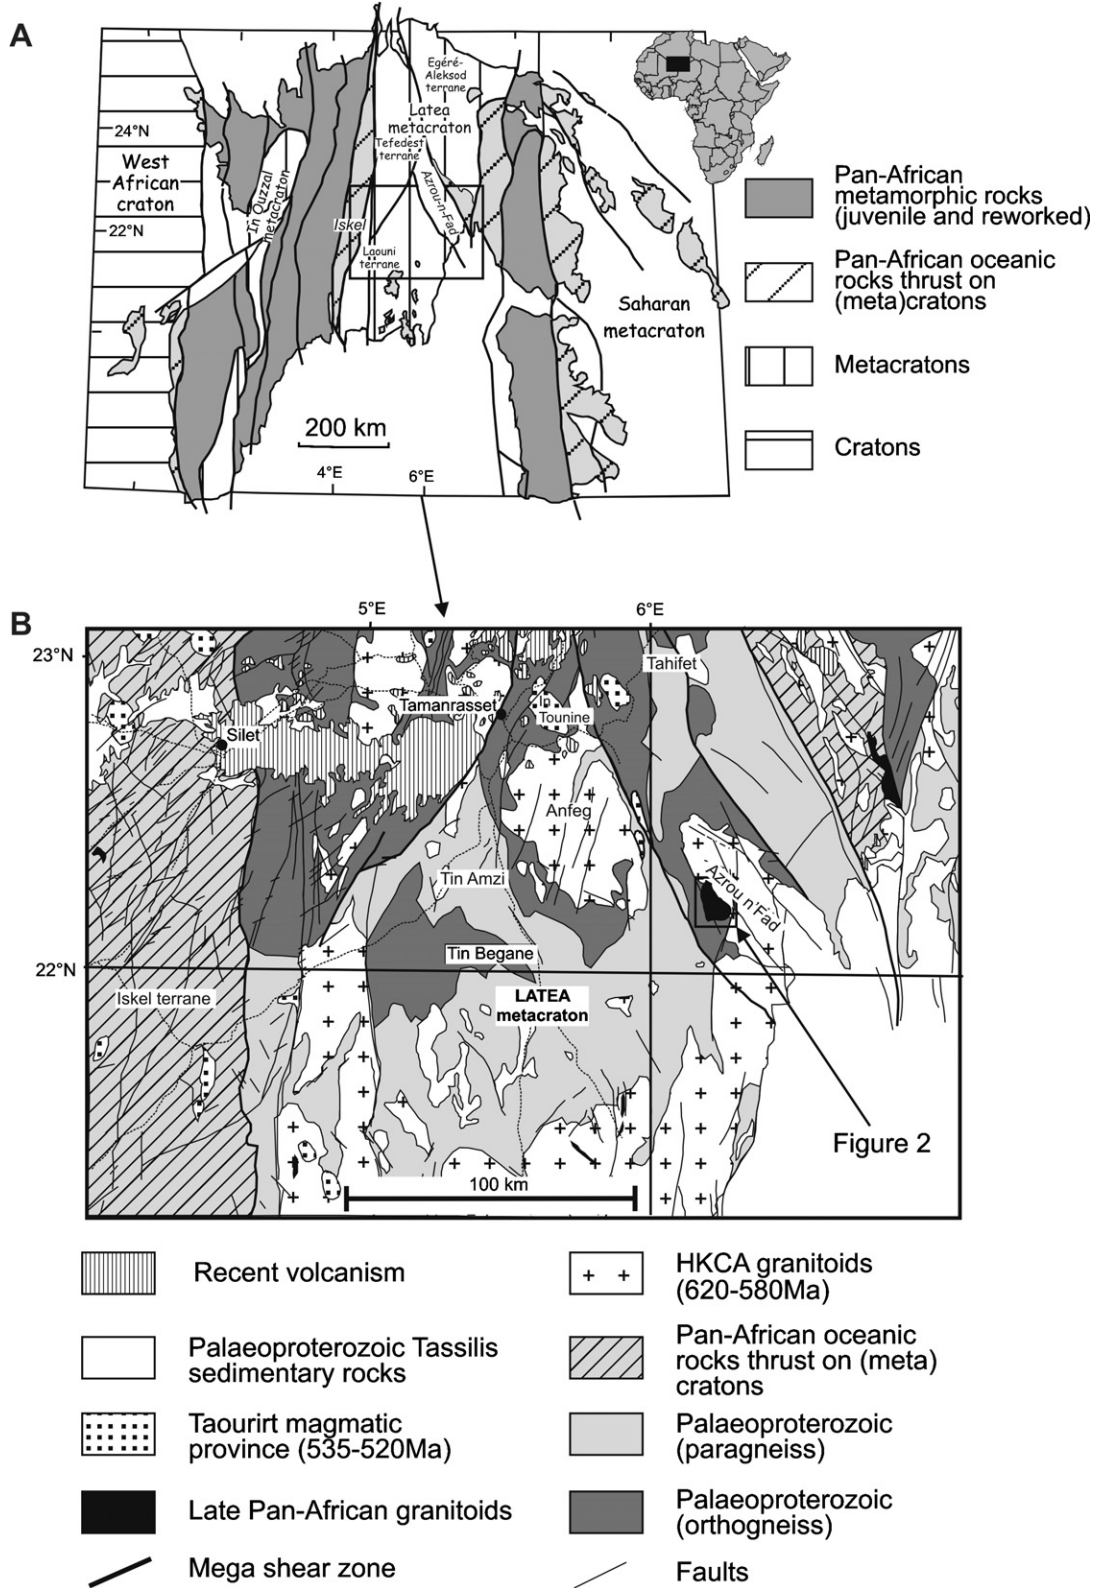 A
Egéré-
Aleksod
terrane
24°N
Latea
metacraton
Tefedest
terrane
West
African
craton
In Ouzzal
metacraton
Azrou-n-Fad
Iskel
22°N
Laouni
terrane
Saharan
metacraton
200 km
4°E
6°E
Pan-African
metamorphic rocks
(juvenile and reworked)
Pan-African oceanic
rocks thrust on
(meta)cratons
Metacratons
Cratons
B
5°E
6°E
23°N
Tahifet
Tamanrasset
Tounine
Silet
Anfeg
Tin Amzi
Azrou n'Fad
Tin Begane
22°N
Iskel terrane
LATEA
metacraton
Figure 2
100 km
Recent volcanism
HKCA granitoids
(620-580Ma)
Palaeoproterozoic Tassilis
sedimentary rocks
Pan-African oceanic
rocks thrust on (meta)
cratons
Taourirt magmatic
province (535-520Ma)
Palaeoproterozoic
(paragneiss)
Late Pan-African granitoids
Palaeoproterozoic
(orthogneiss)
Mega shear zone
Faults